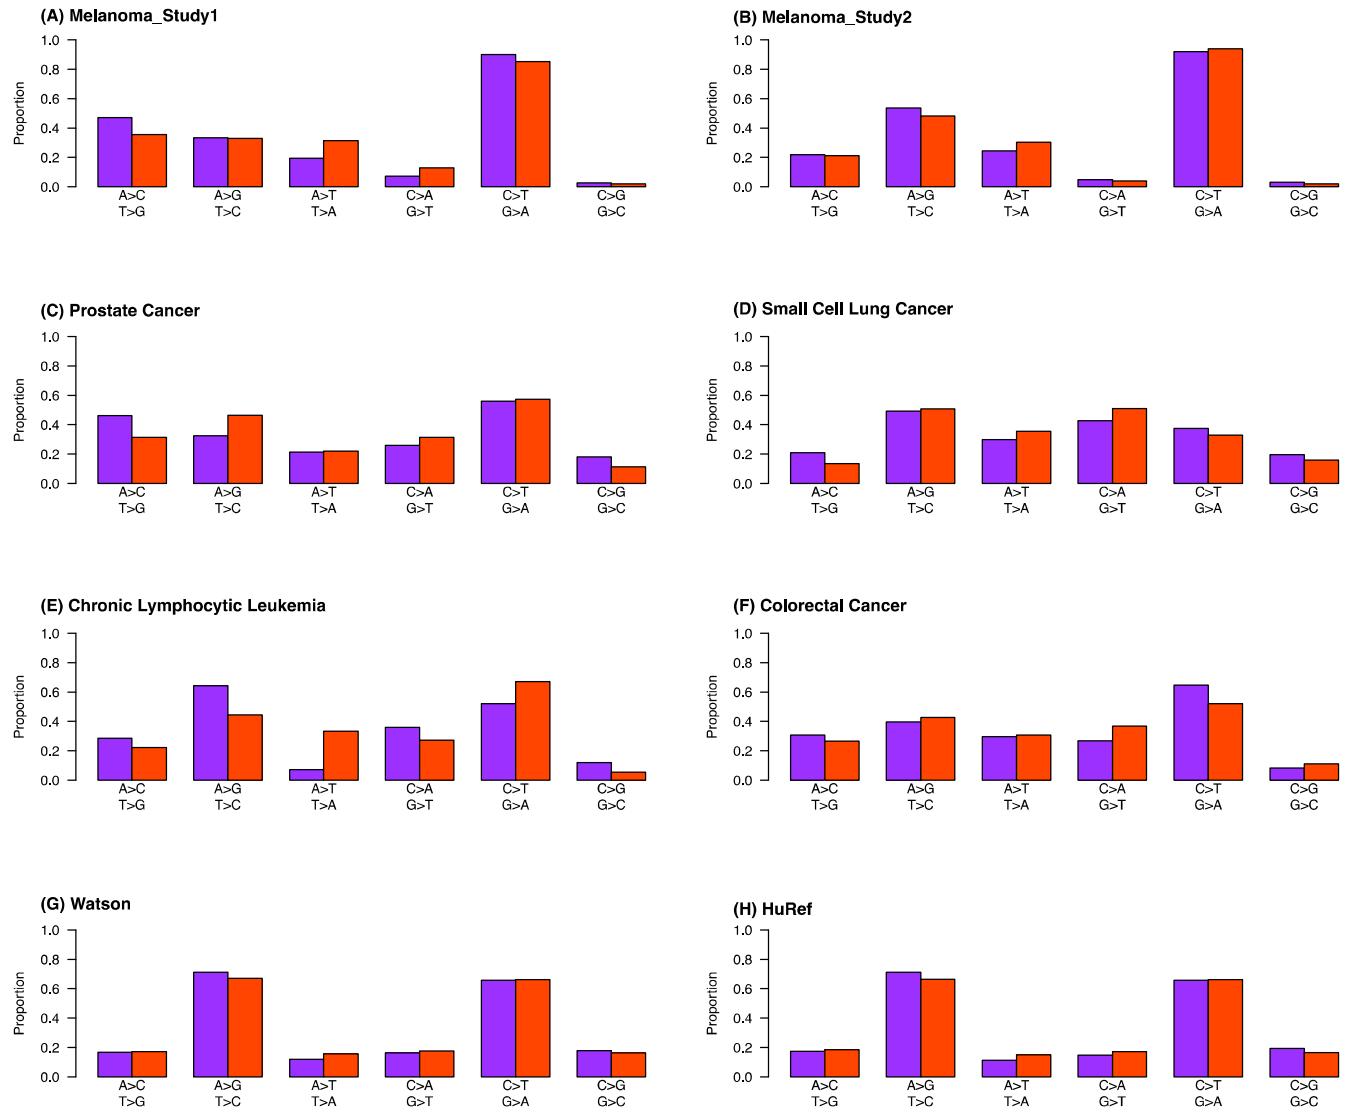 (A) Melanoma_Study1
Proportion
1.0
0.8
0.6
0.4
0.2
0.0
A>C A>G A>T C>A C>T C>G
T>G T>C T>A G>T G>A G>C
(B) Melanoma_Study2
Proportion
1.0
0.8
0.6
0.4
0.2
0.0
A>C A>G A>T C>A C>T C>G
T>G T>C T>A G>T G>A G>C
(C) Prostate Cancer
Proportion
1.0
0.8
0.6
0.4
0.2
0.0
A>C A>G A>T C>A C>T C>G
T>G T>C T>A G>T G>A G>C
(D) Small Cell Lung Cancer
Proportion
1.0
0.8
0.6
0.4
0.2
0.0
A>C A>G A>T C>A C>T C>G
T>G T>C T>A G>T G>A G>C
(E) Chronic Lymphocytic Leukemia
Proportion
1.0
0.8
0.6
0.4
0.2
0.0
A>C A>G A>T C>A C>T C>G
T>G T>C T>A G>T G>A G>C
(F) Colorectal Cancer
Proportion
1.0
0.8
0.6
0.4
0.2
0.0
A>C A>G A>T C>A C>T C>G
T>G T>C T>A G>T G>A G>C
(G) Watson
Proportion
1.0
0.8
0.6
0.4
0.2
0.0
A>C A>G A>T C>A C>T C>G
T>G T>C T>A G>T G>A G>C
(H) HuRef
Proportion
1.0
0.8
0.6
0.4
0.2
0.0
A>C A>G A>T C>A C>T C>G
T>G T>C T>A G>T G>A G>C